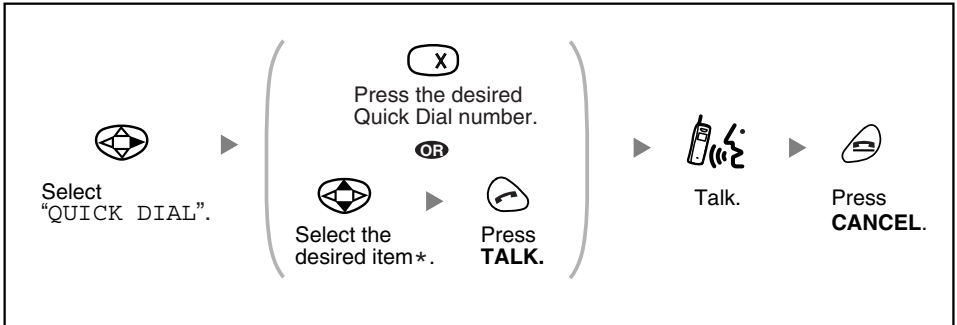 Select
“QUICK DIAL”.
X
Press the desired
Quick Dial number.
OR
Select the
desired item*.
Press
TALK.
Talk.
Press
CANCEL.